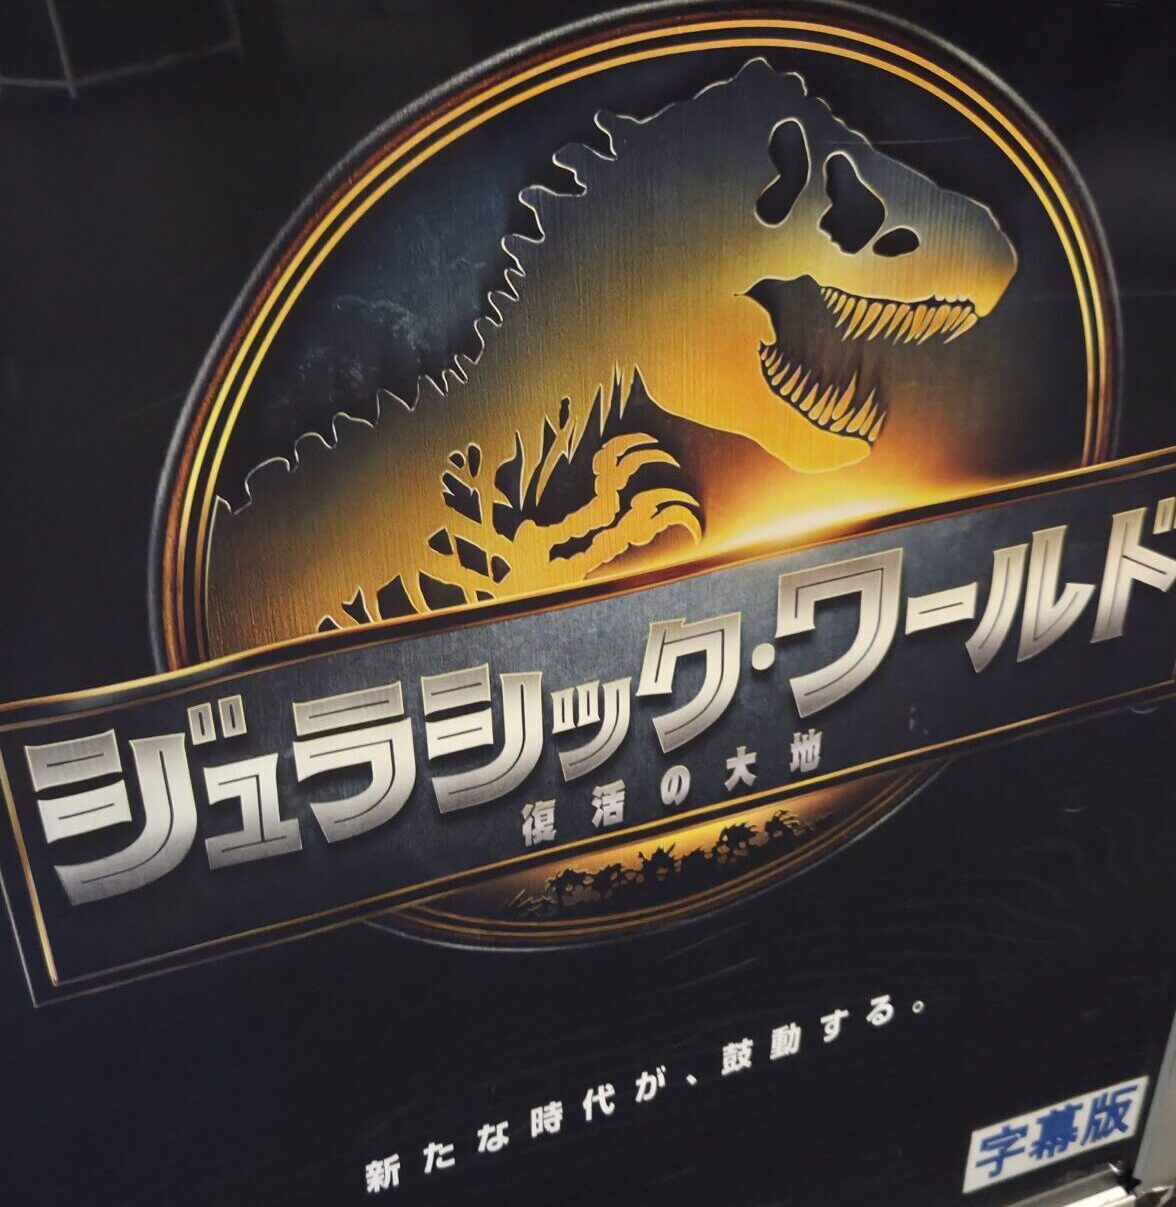 ジュラシック・ワールド
復活の大地
新たな時代が、鼓動する。
字幕版